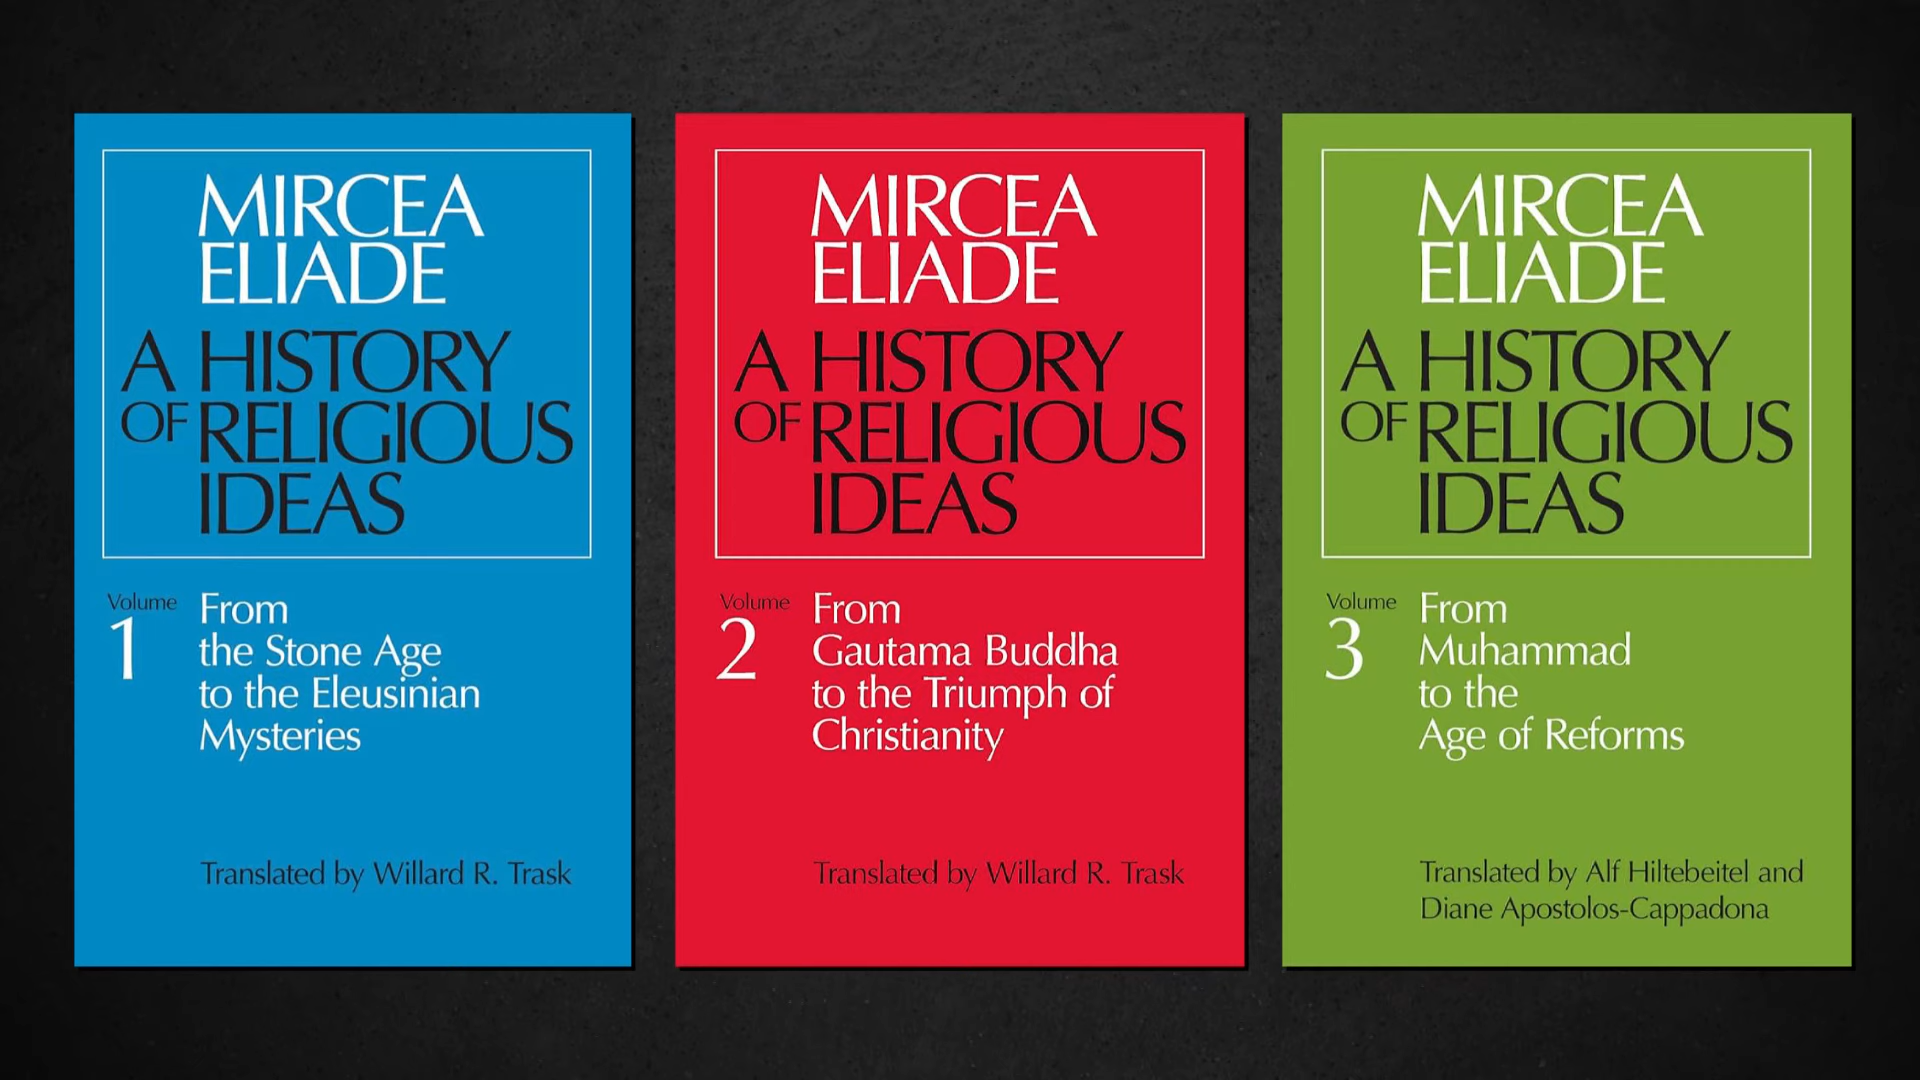 MIRCEA
ELIADE
A HISTORY
OF RELIGIOUS
IDEAS
Volume
1
From
the Stone Age
to the Eleusinian
Mysteries
Translated by Willard R. Trask
MIRCEA
ELIADE
A HISTORY
OF RELIGIOUS
IDEAS
Volume
2
From
Gautama Buddha
to the Triumph of
Christianity
Translated by Willard R. Trask
MIRCEA
ELIADE
A HISTORY
OF RELIGIOUS
IDEAS
Volume
3
From
Muhammad
to the
Age of Reforms
Translated by Alf Hiltebeitel and
Diane Apostolos-Cappadona